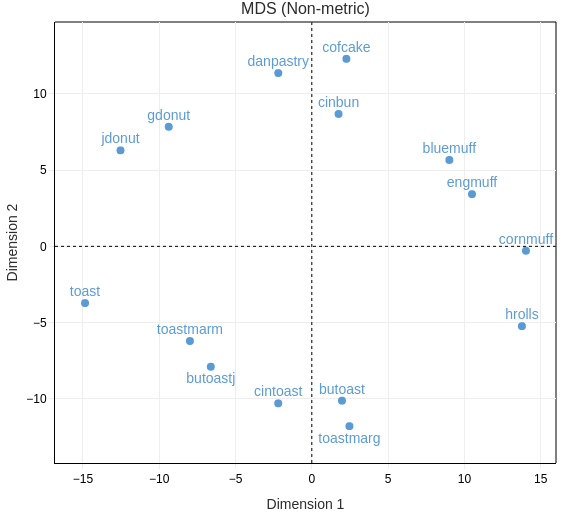 MDS (Non-metric)
cofcake
danpastry
cinbun
gdonut
jdonut
bluemuff
engmuff
cornmuff
toast
hrolls
toastmarm
butoastj
cintoast
butoast
toastmarg
10
5
0
−5
−10
−15
−10
−5
0
5
10
15
Dimension 2
Dimension 1